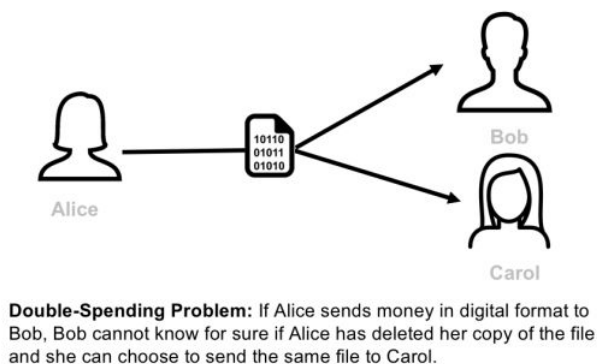 Bob
10110
01011
01010
Alice
Carol
Double-Spending Problem: If Alice sends money in digital format to
Bob, Bob cannot know for sure if Alice has deleted her copy of the file
and she can choose to send the same file to Carol.